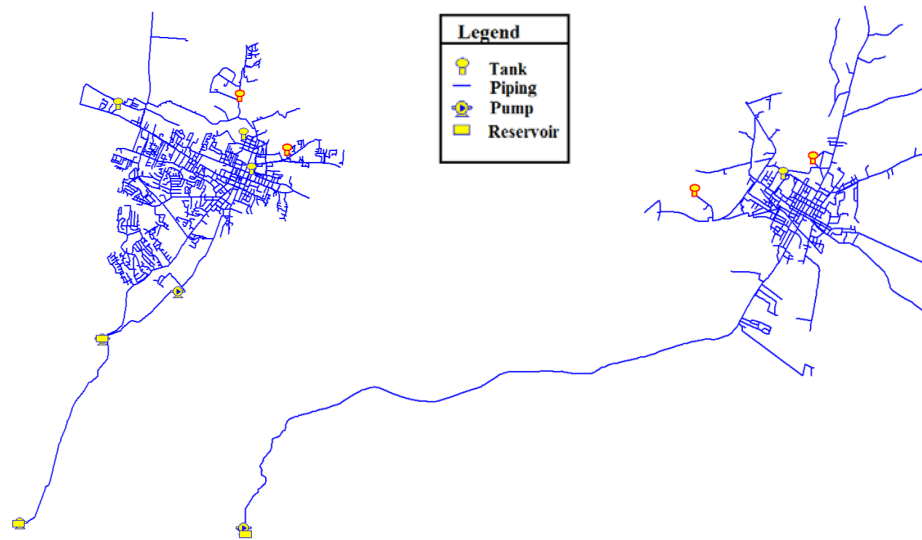 Legend
Tank
Piping
Pump
Reservoir